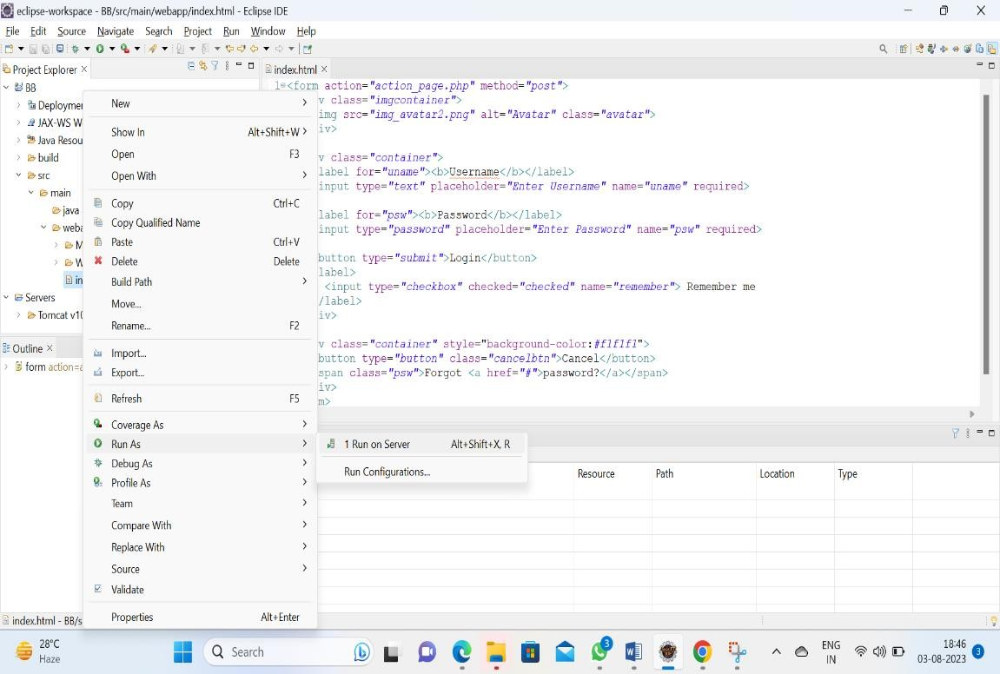 eclipse-workspace - BB/src/main/webapp/index.html - Eclipse IDE
File Edit Source Navigate Search Project Run Window Help
Project Explorer
index.html
BB
Deploymen
JAX-WS W
Java Resou
build
src
main
java
weba
M
W
in
Servers
Tomcat v10
Outline
form action=a
New
Show In Alt+Shift+W
Open F3
Open With
Copy Ctrl+C
Copy Qualified Name
Paste Ctrl+V
Delete Delete
Build Path
Move...
Rename... F2
Import...
Export...
Refresh F5
Coverage As
Run As
Debug As
Profile As
Team
Compare With
Replace With
Source
Validate
Properties Alt+Enter
1 Run on Server Alt+Shift+X, R
Run Configurations...
1 <form action="action_page.php" method="post">
v class="imgcontainer">
img src="img_avatar2.png" alt="Avatar" class="avatar">
iv>
v class="container">
label for="uname"><b>Username</b></label>
input type="text" placeholder="Enter Username" name="uname" required>
label for="psw"><b>Password</b></label>
input type="password" placeholder="Enter Password" name="psw" required>
button type="submit">Login</button>
label>
<input type="checkbox" checked="checked" name="remember"> Remember me
/label>
iv>
v class="container" style="background-color:#f1f1f1">
button type="button" class="cancelbtn">Cancel</button>
span class="psw">Forgot <a href="#">password?</a></span>
iv>
m>
Resource Path Location Type
index.html - BB/s
28°C
Haze
Search
3
ENG
IN
18:46
03-08-2023
3